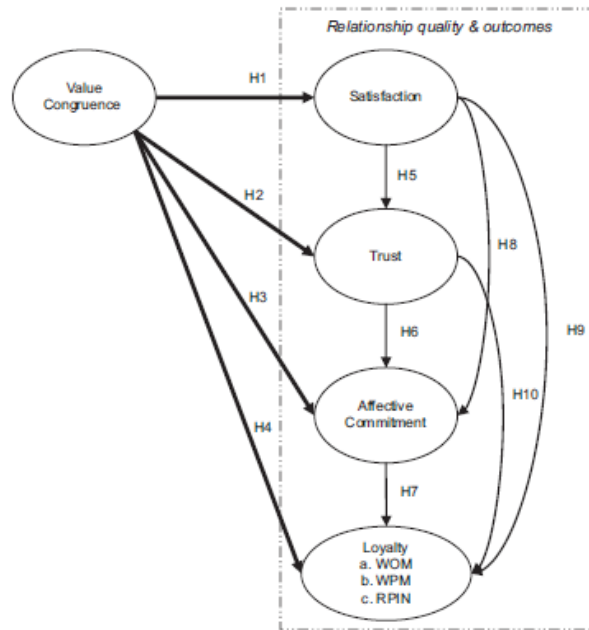 Relationship quality & outcomes
Value
Congruence
H1
Satisfaction
H5
H2
Trust
H8
H3
H6
H9
H10
Affective
Commitment
H4
H7
Loyalty
a. WOM
b. WPM
c. RPIN